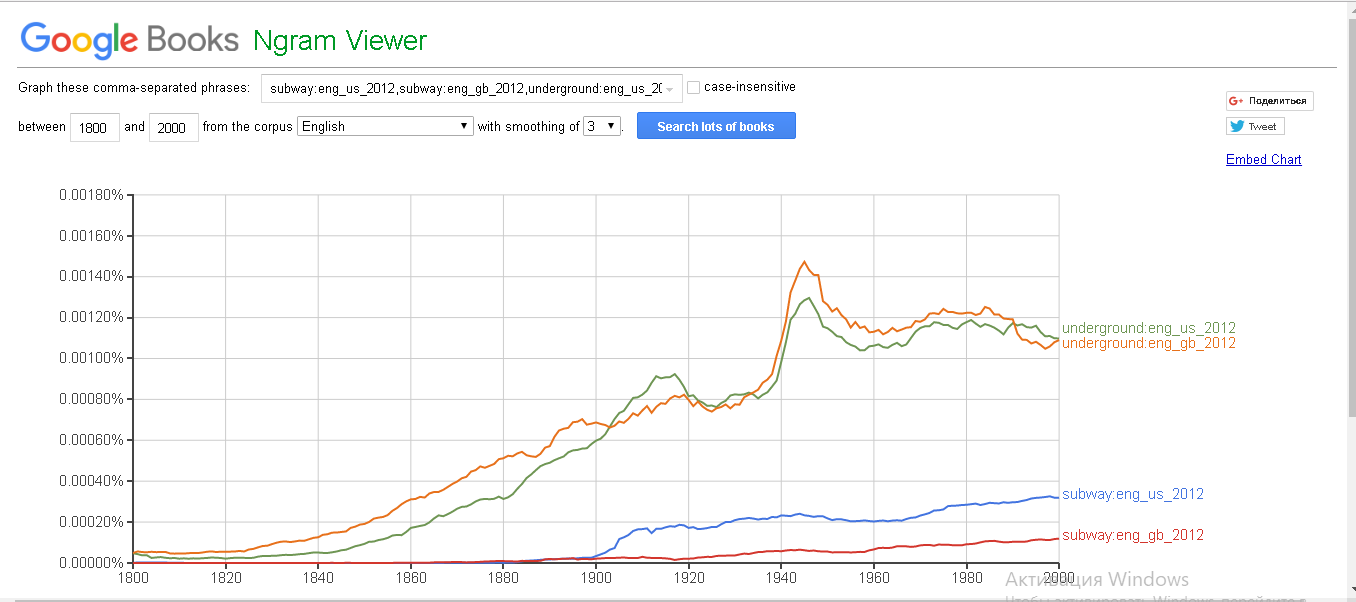 Google Books Ngram Viewer
Graph these comma-separated phrases: subway:eng_us_2012,subway:eng_gb_2012,underground:eng_us_20 case-insensitive
between 1800 and 2000 from the corpus English with smoothing of 3 . Search lots of books
G+ Поделиться
Tweet
Embed Chart
0.00180%
0.00160%
0.00140%
0.00120%
0.00100%
0.00080%
0.00060%
0.00040%
0.00020%
0.00000%
underground:eng_us_2012
underground:eng_gb_2012
subway:eng_us_2012
subway:eng_gb_2012
1800 1820 1840 1860 1880 1900 1920 1940 1960 1980 2000
Активация Windows